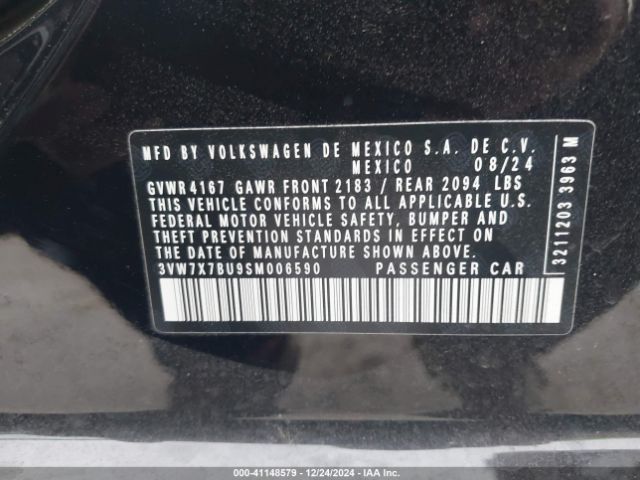 MFD BY VOLKSWAGEN DE MEXICO S.A. DE C.V.
MEXICO 08/24
GVWR 4167 GAWR FRONT 2183 / REAR 2094 LBS
THIS VEHICLE CONFORMS TO ALL APPLICABLE U.S.
FEDERAL MOTOR VEHICLE SAFETY, BUMPER AND
THEFT PREVENTION STANDARDS IN EFFECT ON
THE DATE OF MANUFACTURE SHOWN ABOVE.
3VW7X7BU9SM006590 PASSENGER CAR
3211203 3963 M
000-41148579 - 12/24/2024 - IAA Inc.